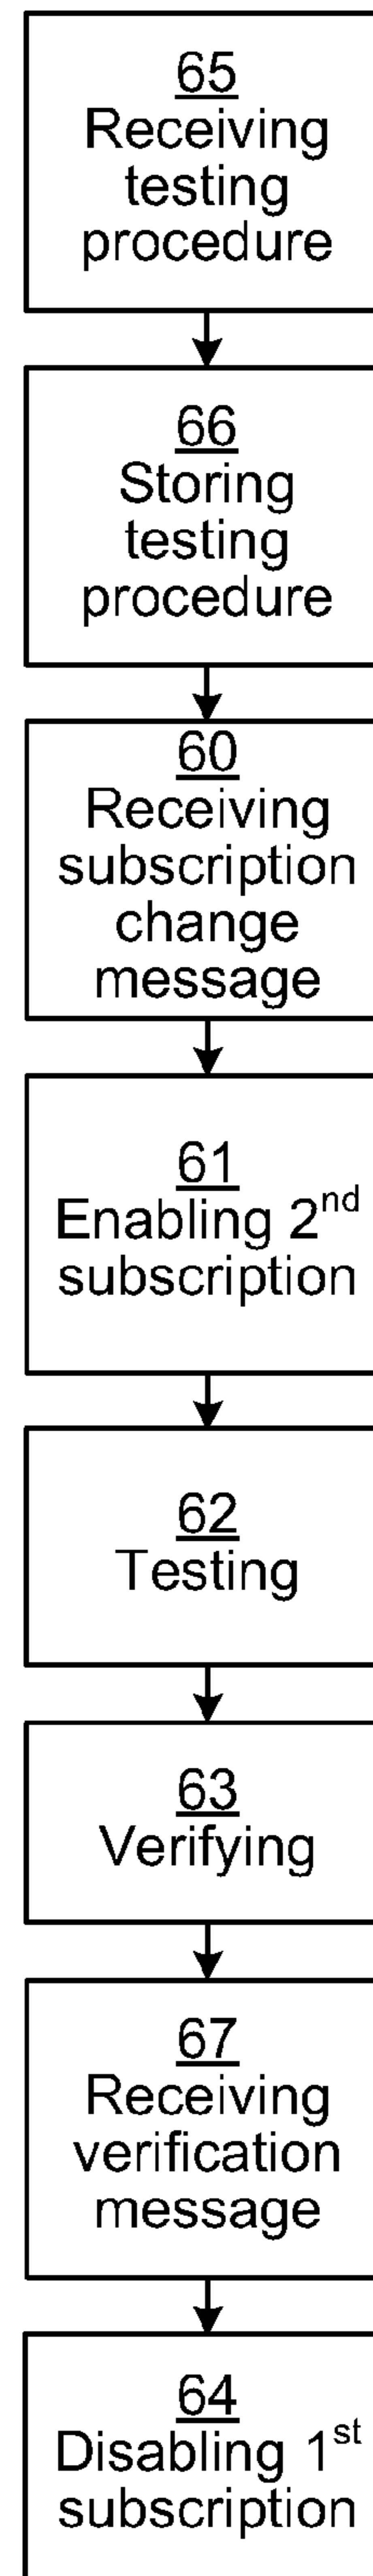 65
Receiving
testing
procedure
66
Storing
testing
procedure
60
Receiving
subscription
change
message
61
Enabling 2nd
subscription
62
Testing
63
Verifying
67
Receiving
verification
message
64
Disabling 1st
subscription